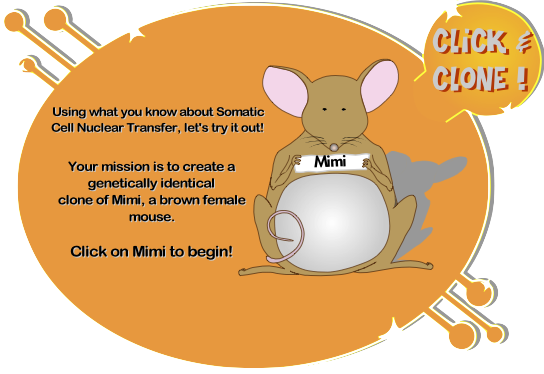 CLiCK &
CLONE !
Using what you know about Somatic
Cell Nuclear Transfer, let's try it out!
Mimi
Your mission is to create a
genetically identical
clone of Mimi, a brown female
mouse.
Click on Mimi to begin!